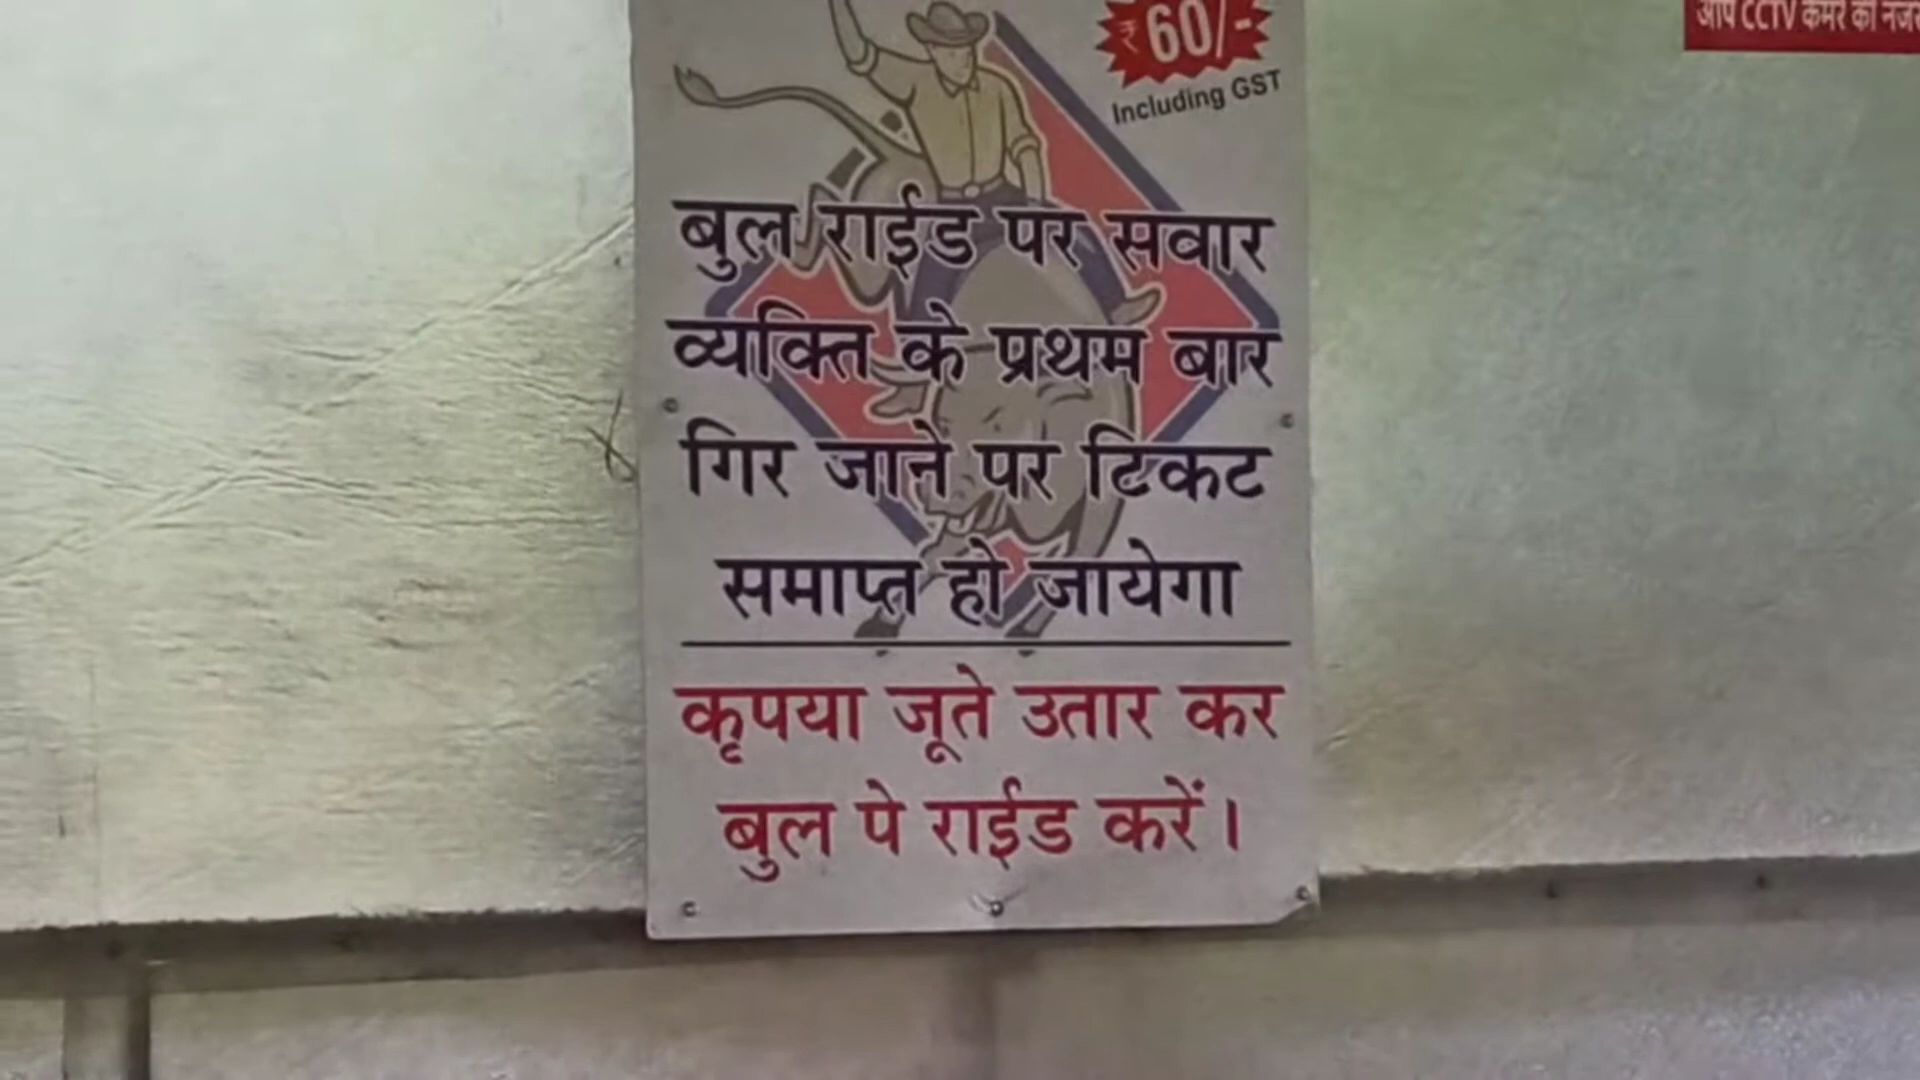 ₹ 60/-
Including GST
आप CCTV कैमरे की
बुल राईड पर सवार
व्यक्ति के प्रथम बार
गिर जाने पर टिकट
समाप्त हो जायेगा
कृपया जूते उतार कर
बुल पे राईड करें।